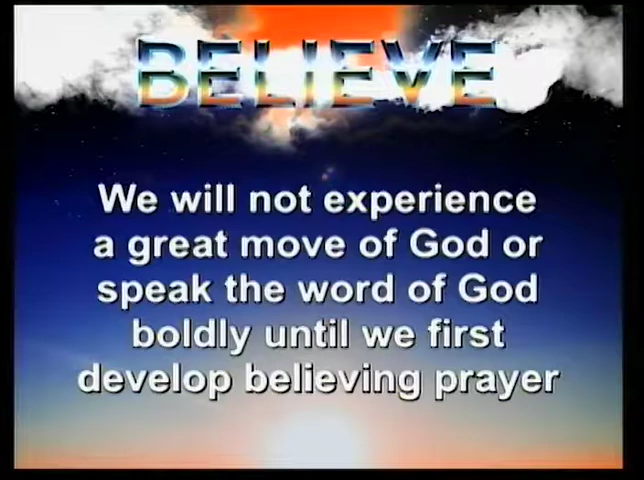 BELIEVE
We will not experience
a great move of God or
speak the word of God
boldly until we first
develop believing prayer